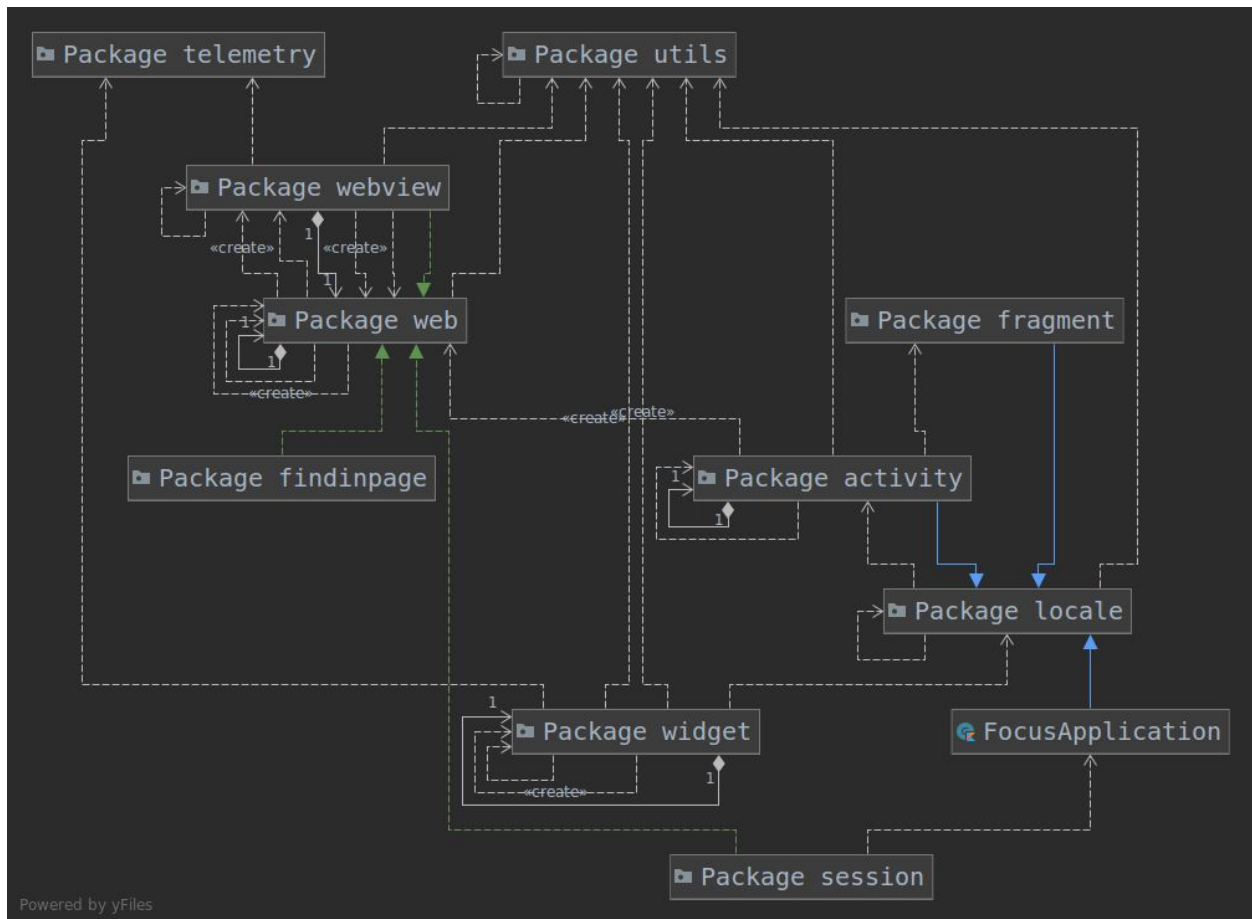 Package telemetry
Package utils
Package webview
1
«create»
«create»
1
Package web
1
1
«create»
Package fragment
«create»
«create»
Package findinpage
Package activity
1
1
Package locale
1
Package widget
1
«create»
FocusApplication
Package session
Powered by yFiles